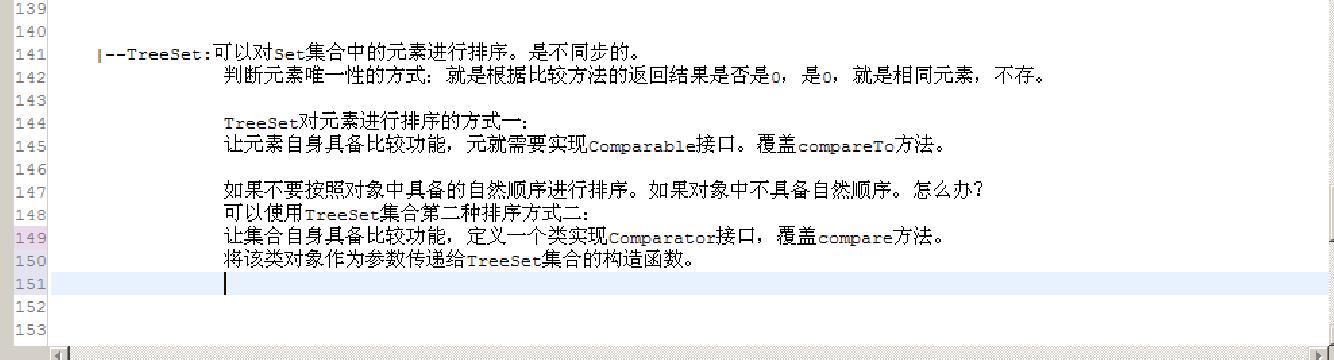 139
140
141 |--TreeSet:可以对Set集合中的元素进行排序。是不同步的。
142 判断元素唯一性的方式：就是根据比较方法的返回结果是否是0，是0，就是相同元素，不存。
143
144 TreeSet对元素进行排序的方式一：
145 让元素自身具备比较功能，元就需要实现Comparable接口。覆盖compareTo方法。
146
147 如果不要按照对象中具备的自然顺序进行排序。如果对象中不具备自然顺序。怎么办？
148 可以使用TreeSet集合第二种排序方式二：
149 让集合自身具备比较功能，定义一个类实现Comparator接口，覆盖compare方法。
150 将该类对象作为参数传递给TreeSet集合的构造函数。
151
152
153